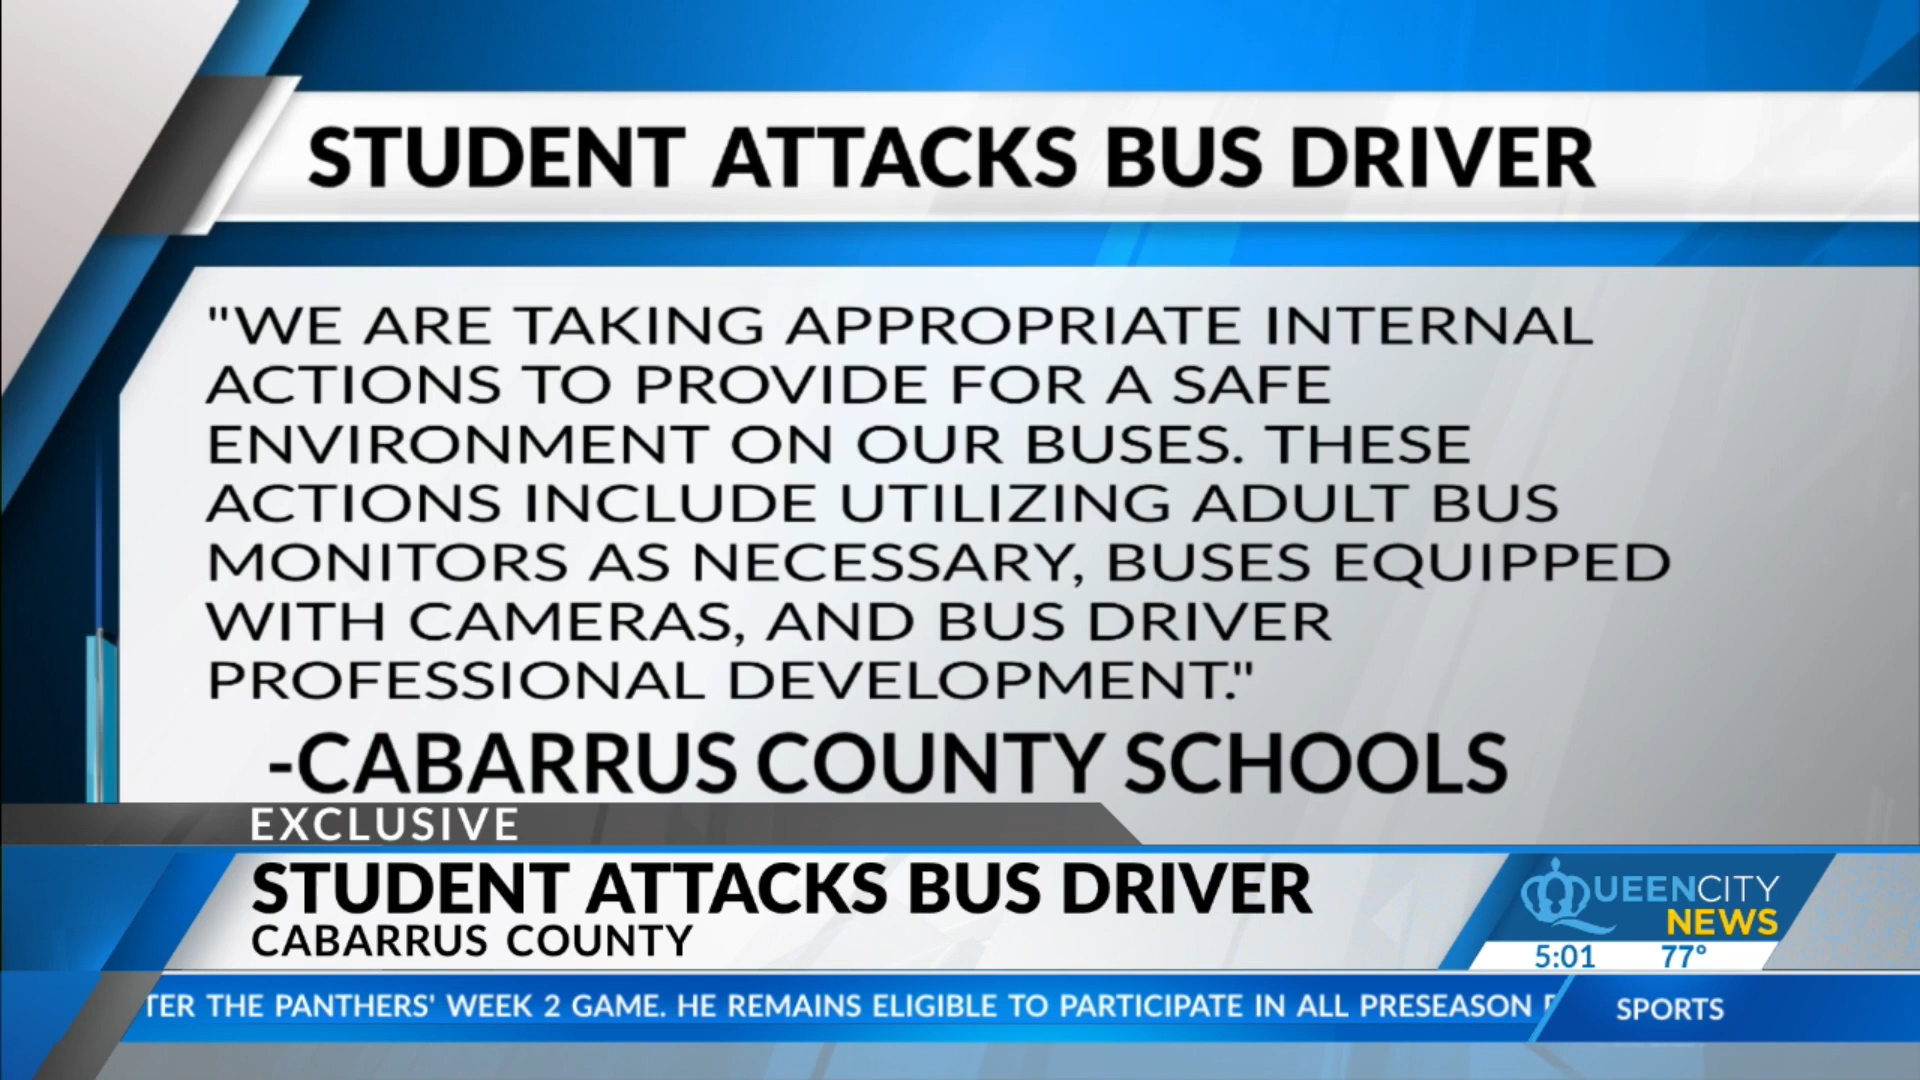 STUDENT ATTACKS BUS DRIVER
"WE ARE TAKING APPROPRIATE INTERNAL
ACTIONS TO PROVIDE FOR A SAFE
ENVIRONMENT ON OUR BUSES. THESE
ACTIONS INCLUDE UTILIZING ADULT BUS
MONITORS AS NECESSARY, BUSES EQUIPPED
WITH CAMERAS, AND BUS DRIVER
PROFESSIONAL DEVELOPMENT."
-CABARRUS COUNTY SCHOOLS
EXCLUSIVE
STUDENT ATTACKS BUS DRIVER
CABARRUS COUNTY
QUEENCITY
NEWS
5:01 77°
TER THE PANTHERS' WEEK 2 GAME. HE REMAINS ELIGIBLE TO PARTICIPATE IN ALL PRESEASON
SPORTS